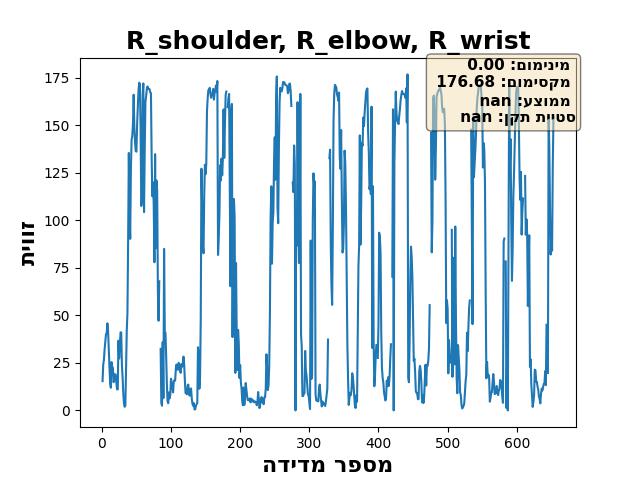 R_shoulder, R_elbow, R_wrist
מינימום: 0.00
מקסימום: 176.68
ממוצע: nan
סטיית תקן: nan
175
150
125
100
75
50
25
0
זווית
0 100 200 300 400 500 600
מספר מדידה